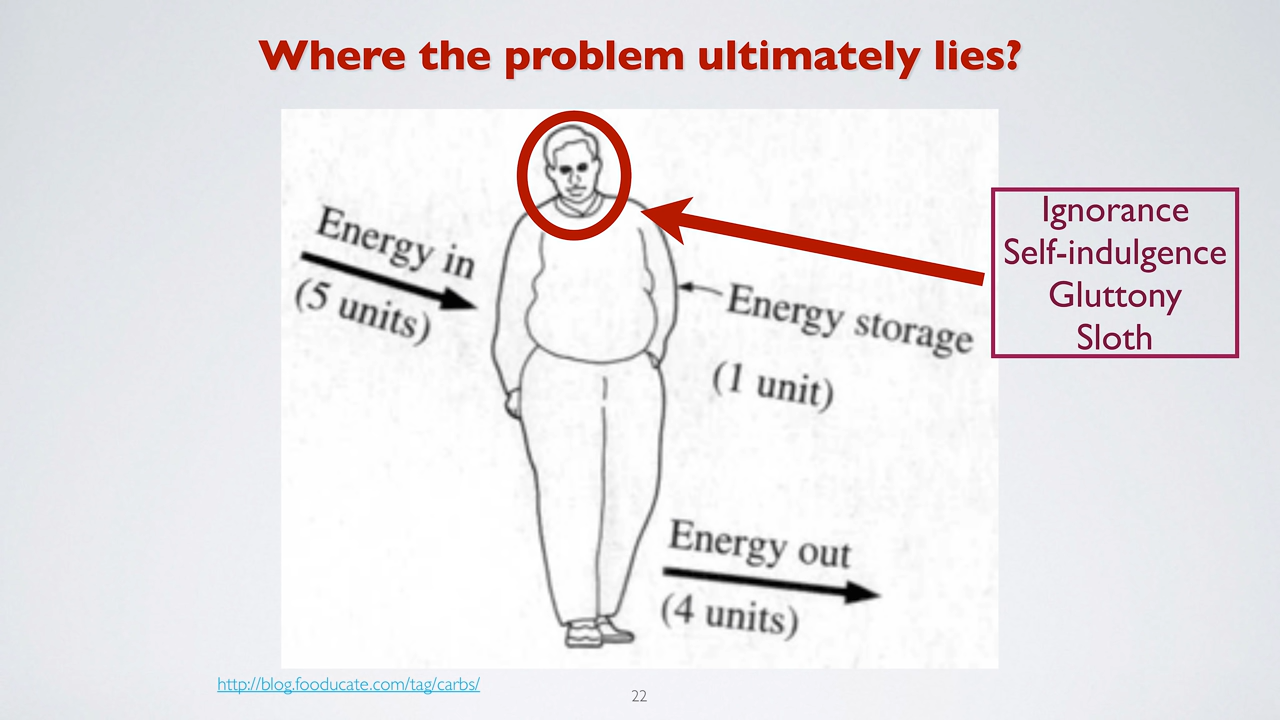 Where the problem ultimately lies?
Energy in
(5 units)
Energy storage
(1 unit)
Ignorance
Self-indulgence
Gluttony
Sloth
Energy out
(4 units)
http://blog.fooducate.com/tag/carbs/
22